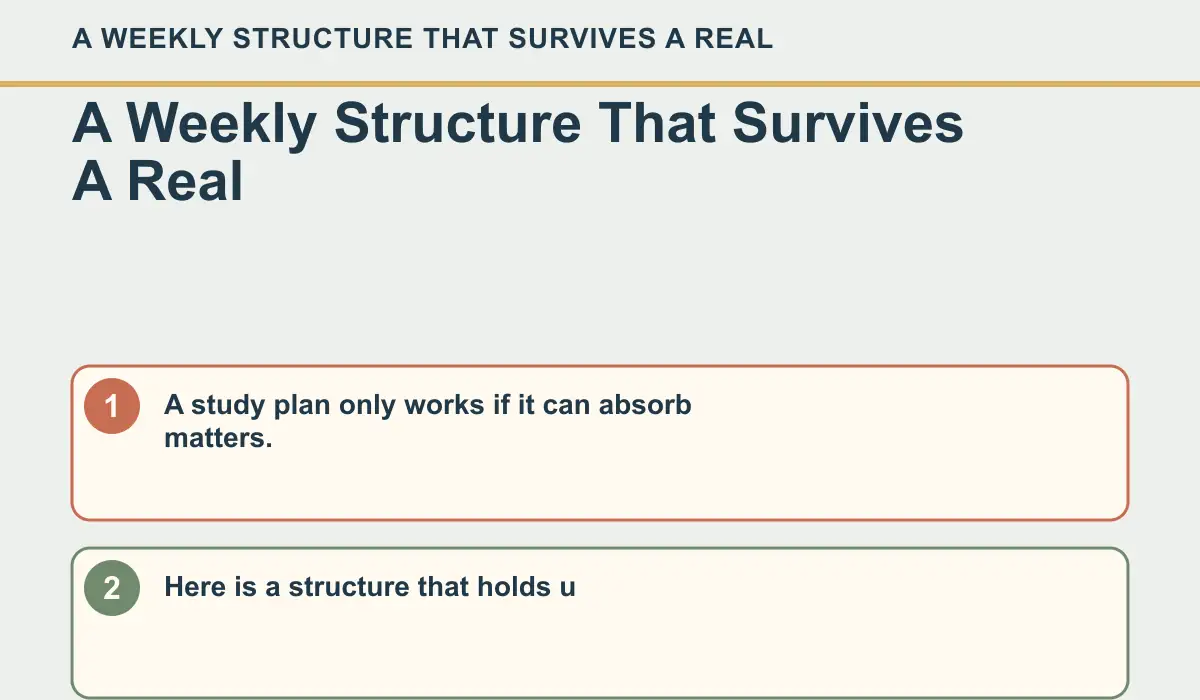 A WEEKLY STRUCTURE THAT SURVIVES A REAL
A Weekly Structure That Survives
A Real
1
A study plan only works if it can absorb
matters.
2
Here is a structure that holds u